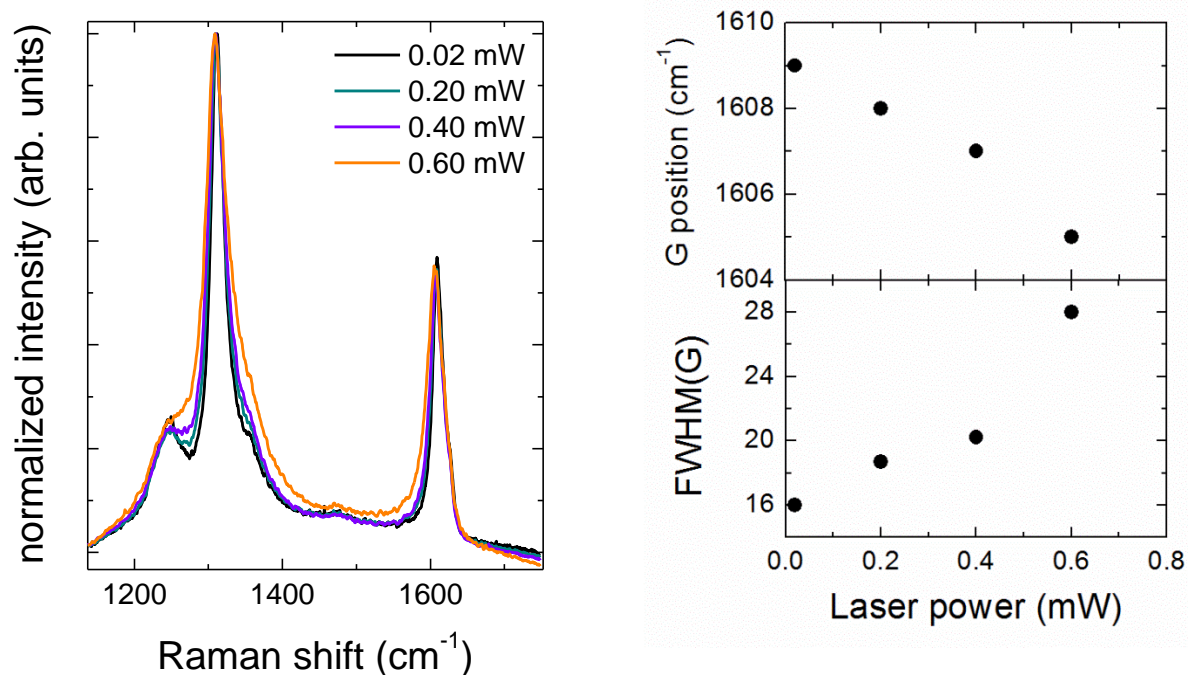 normalized intensity (arb. units)
0.02 mW
0.20 mW
0.40 mW
0.60 mW
1200
1400
1600
Raman shift (cm⁻¹)
G position (cm⁻¹)
1610
1608
1606
1604
FWHM(G)
28
24
20
16
0.0
0.2
0.4
0.6
0.8
Laser power (mW)